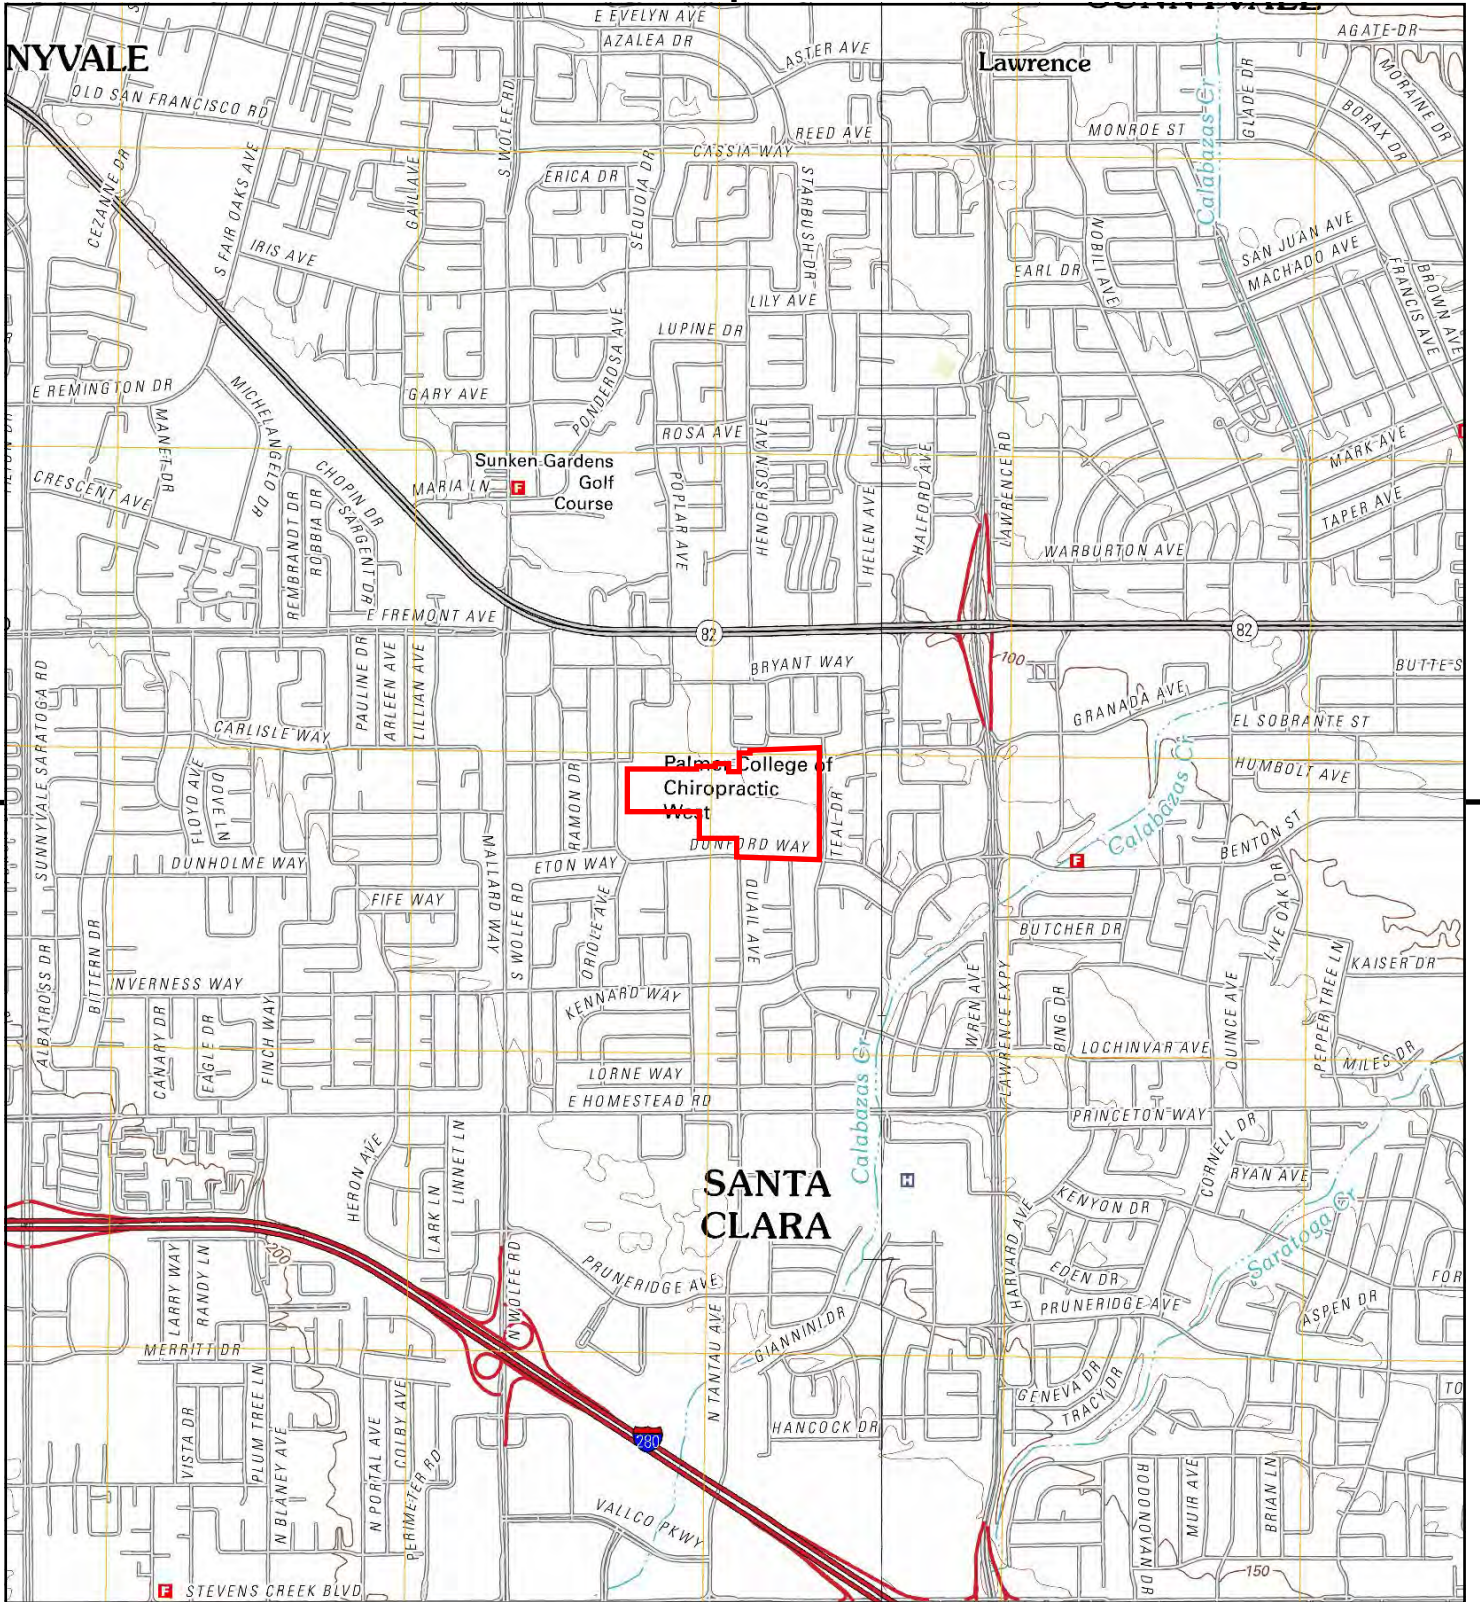 E EVELYN AVE
AZALEA DR
ASTER AVE
AGATE DR
NYVALE
Lawrence
MORAINE DR
OLD SAN FRANCISCO RD
S WOLFE RD
Calabazas Cr
GLADE DR
BORAX DR
REED AVE
MONROE ST
CASSIA WAY
CEZANNE DR
S FAIR OAKS AVE
GAIL AVE
ERICA DR
SEQUOIA DR
STARBUSH DR
IRIS AVE
NOBILI AVE
SAN JUAN AVE
MACHADO AVE
EARL DR
FRANCIS AVE
BROWN AVE
LILY AVE
LUPINE DR
PONDEROSA AVE
E REMINGTON DR
MICHELANGELO DR
GARY AVE
MANET DR
ROSA AVE
HENDERSON AVE
HALFORD AVE
LAWRENCE RD
MARK AVE
CRESCENT AVE
CHOPIN DR
Sunken Gardens
Golf
Course
MARIA LN
F
POPLAR AVE
HELEN AVE
TAPER AVE
REMBRANDT DR
ROBBIA DR
SARGENT DR
WARBURTON AVE
E FREMONT AVE
82
82
SUNNYVALE SARATOGA RD
PAULINE DR
ARLEEN AVE
LILLIAN AVE
BRYANT WAY
100
BUTTE S
GRANADA AVE
EL SOBRANTE ST
CARLISLE WAY
FLOYD AVE
DOVE LN
RAMON DR
Palmer College of
Chiropractic
West
TEAL DR
Calabazas Cr
HUMBOLT AVE
DUNFORD WAY
BENTON ST
DUNHOLME WAY
MALLARD WAY
ETON WAY
F
FIFE WAY
S WOLFE RD
ORIOLE AVE
QUAIL AVE
LIVE OAK DR
BUTCHER DR
ALBATROSS DR
BITTERN DR
INVERNESS WAY
KENNARD WAY
WREN AVE
LAWRENCE EXPY
BING DR
QUINCE AVE
PEPPER TREE LN
KAISER DR
CANARY DR
EAGLE DR
FINCH WAY
Calabazas Cr
LOCHINVAR AVE
MILES DR
LORNE WAY
E HOMESTEAD RD
PRINCETON WAY
HERON AVE
LINNET LN
LARK LN
SANTA
CLARA
H
CORNELL DR
RYAN AVE
KENYON DR
Saratoga Cr
200
LARRY WAY
RANDY LN
N WOLFE RD
PRUNERIDGE AVE
HARVARD AVE
EDEN DR
FOR
PRUNERIDGE AVE
ASPEN DR
MERRITT DR
N TANTAU AVE
GIANNINI DR
GENEVA DR
TRACY DR
TO
VISTA DR
PLUM TREE LN
N BLANEY AVE
N PORTAL AVE
COLBY AVE
PERIMETER RD
280
HANCOCK DR
VALLCO PKWY
RODONOVAN DR
MUIR AVE
BRIAN LN
150
F
STEVENS CREEK BLVD